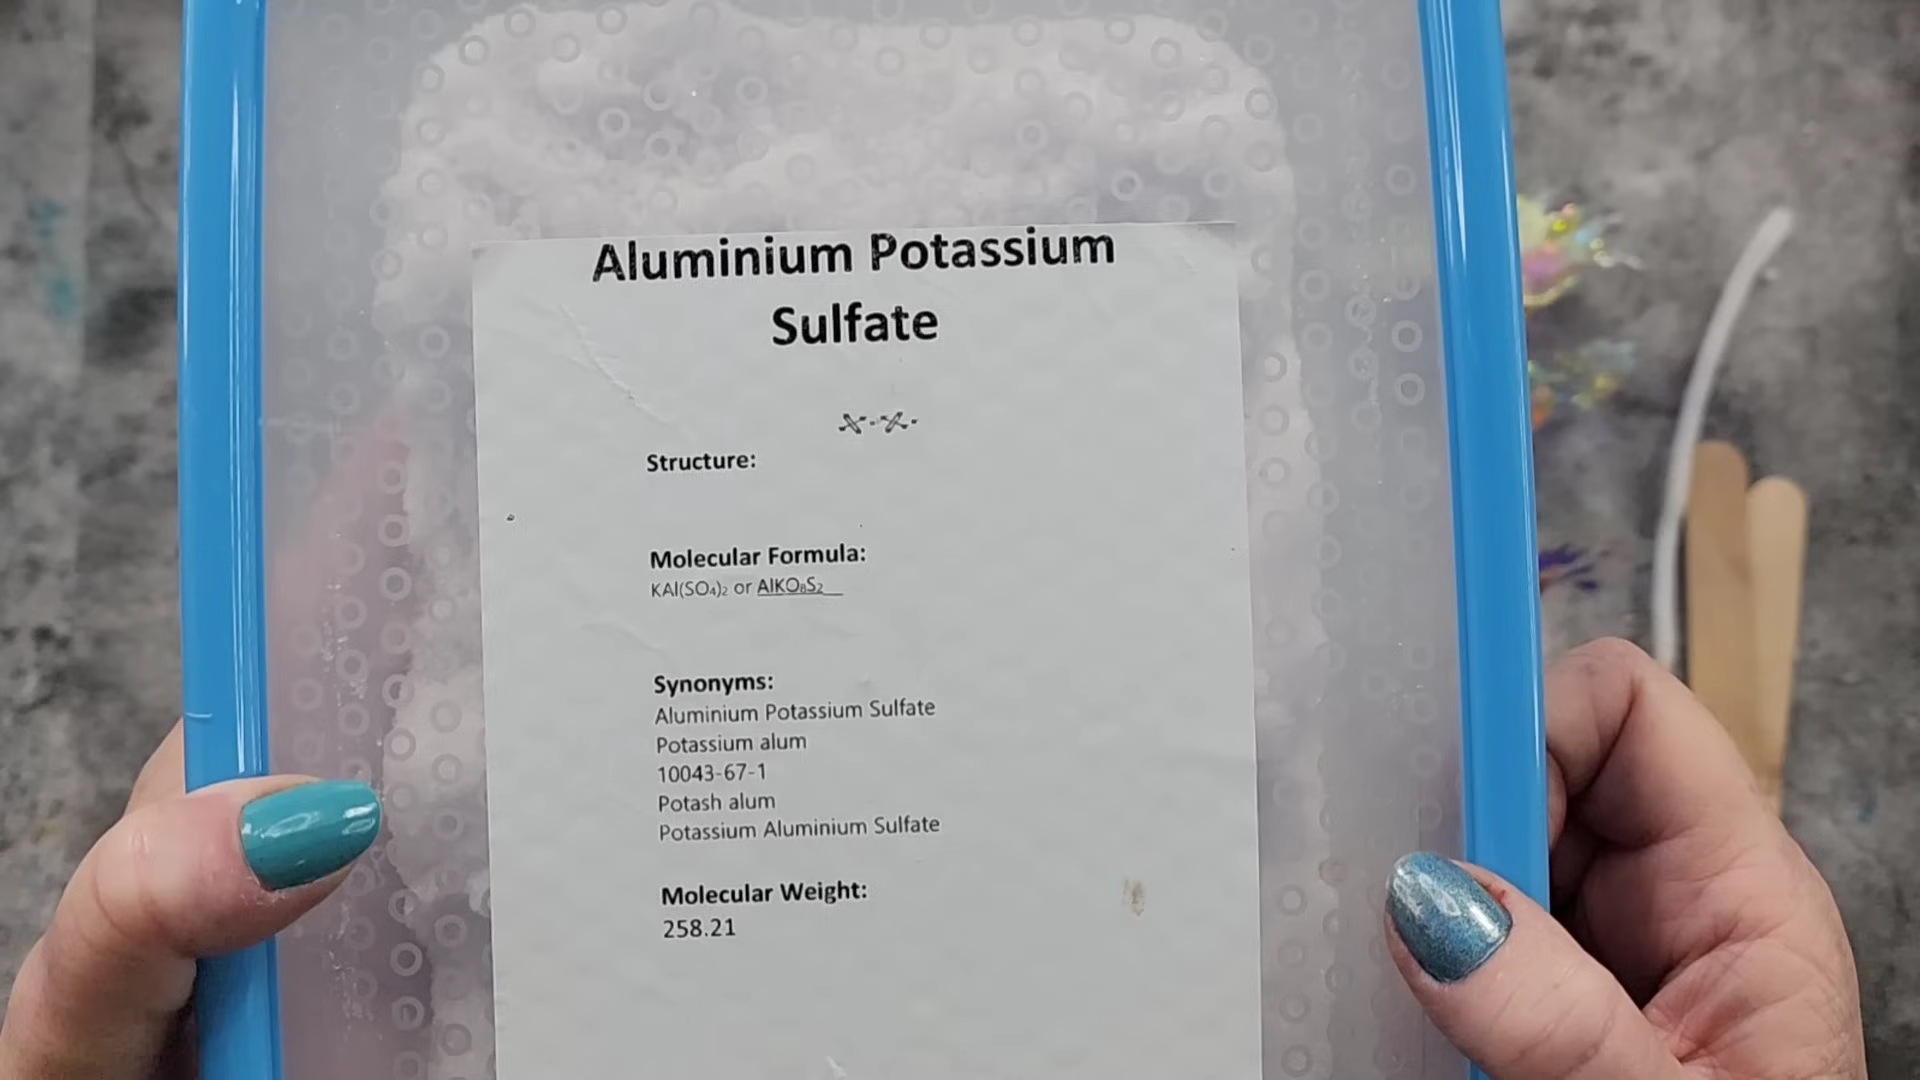 Aluminium Potassium
Sulfate
Structure:
Molecular Formula:
KAl(SO₄)₂ or AlKO₈S₂
Synonyms:
Aluminium Potassium Sulfate
Potassium alum
10043-67-1
Potash alum
Potassium Aluminium Sulfate
Molecular Weight:
258.21